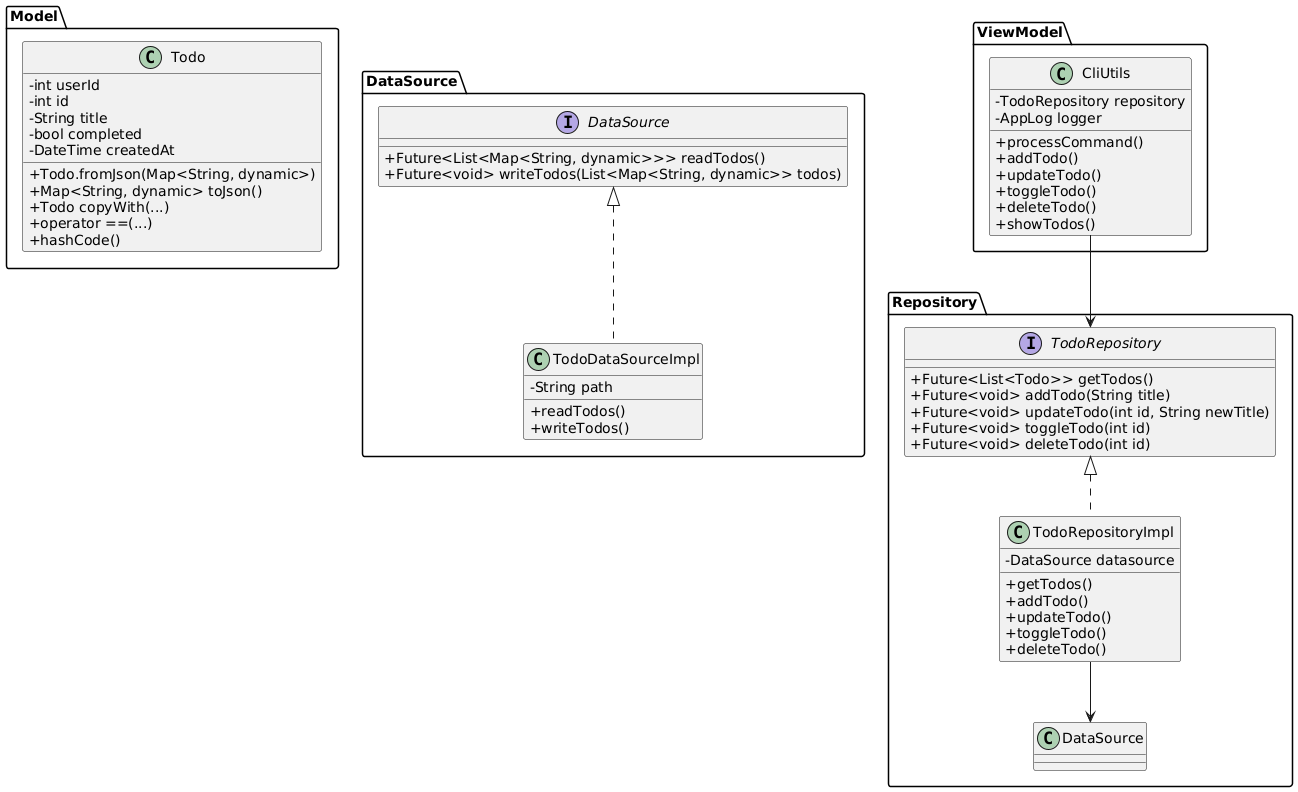 Model
C Todo
-int userId
-int id
-String title
-bool completed
-DateTime createdAt
+Todo.fromJson(Map<String, dynamic>)
+Map<String, dynamic> toJson()
+Todo copyWith(...)
+operator ==(...)
+hashCode()
DataSource
I DataSource
+Future<List<Map<String, dynamic>>> readTodos()
+Future<void> writeTodos(List<Map<String, dynamic>> todos)
C TodoDataSourceImpl
-String path
+readTodos()
+writeTodos()
ViewModel
C CliUtils
-TodoRepository repository
-AppLog logger
+processCommand()
+addTodo()
+updateTodo()
+toggleTodo()
+deleteTodo()
+showTodos()
Repository
I TodoRepository
+Future<List<Todo>> getTodos()
+Future<void> addTodo(String title)
+Future<void> updateTodo(int id, String newTitle)
+Future<void> toggleTodo(int id)
+Future<void> deleteTodo(int id)
C TodoRepositoryImpl
-DataSource datasource
+getTodos()
+addTodo()
+updateTodo()
+toggleTodo()
+deleteTodo()
C DataSource